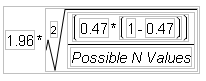 1.96 * 2√ [0.47 * [1 - 0.47]]
Possible N Values